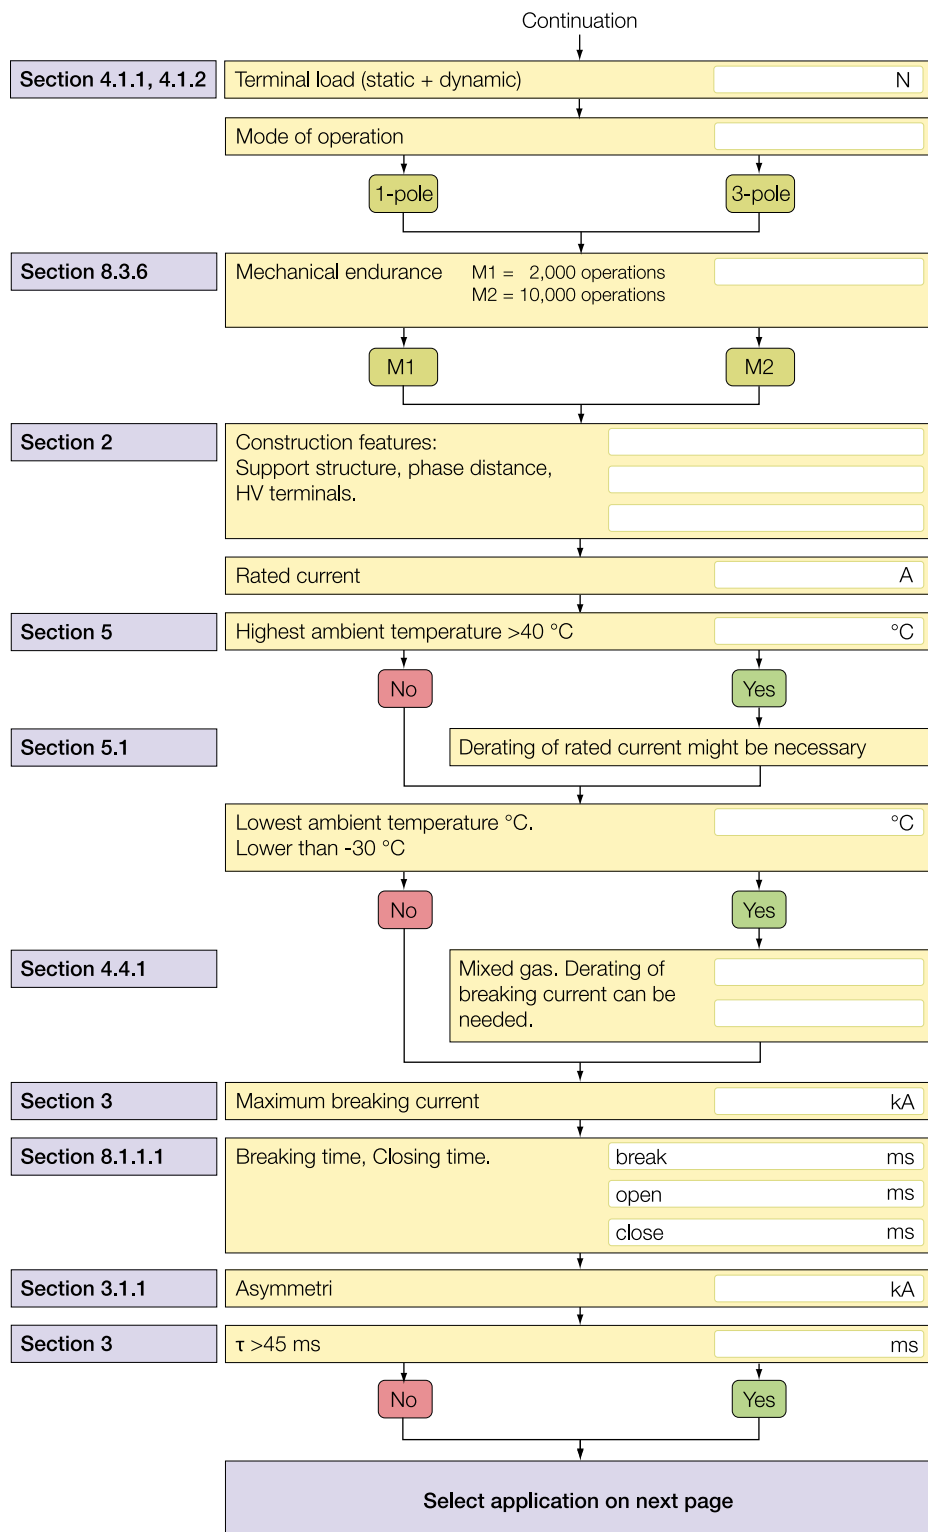 Continuation
Section 4.1.1, 4.1.2
Terminal load (static + dynamic)
N
Mode of operation
1-pole
3-pole
Section 8.3.6
Mechanical endurance
M1 = 2,000 operations
M2 = 10,000 operations
M1
M2
Section 2
Construction features:
Support structure, phase distance,
HV terminals.
Rated current
A
Section 5
Highest ambient temperature >40 °C
°C
No
Yes
Section 5.1
Derating of rated current might be necessary
Lowest ambient temperature °C.
Lower than -30 °C
°C
No
Yes
Section 4.4.1
Mixed gas. Derating of
breaking current can be
needed.
Section 3
Maximum breaking current
kA
Section 8.1.1.1
Breaking time, Closing time.
break ms
open ms
close ms
Section 3.1.1
Asymmetri
kA
Section 3
τ >45 ms
ms
No
Yes
Select application on next page